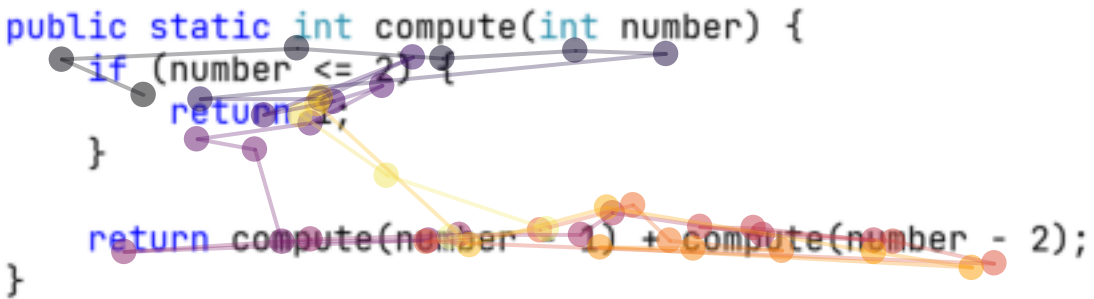 public static int compute(int number) {
if (number <= 2) {
return 1;
}
return compute(number - 1) + compute(number - 2);
}